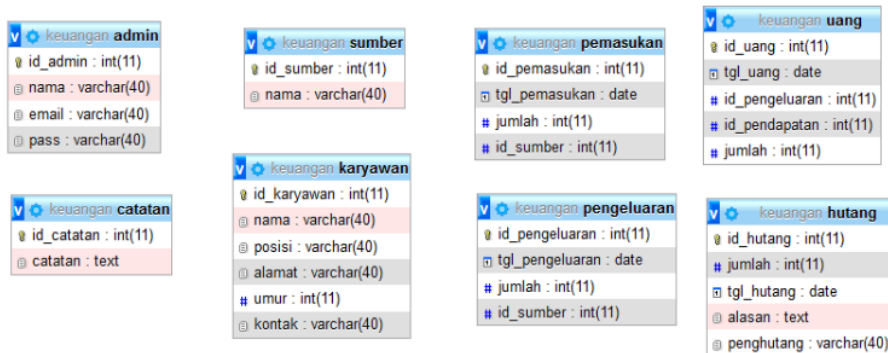 keuangan admin
id_admin : int(11)
nama : varchar(40)
email : varchar(40)
pass : varchar(40)
keuangan sumber
id_sumber : int(11)
nama : varchar(40)
keuangan pemasukan
id_pemasukan : int(11)
tgl_pemasukan : date
jumlah : int(11)
id_sumber : int(11)
keuangan uang
id_uang : int(11)
tgl_uang : date
id_pengeluaran : int(11)
id_pendapatan : int(11)
jumlah : int(11)
keuangan catatan
id_catatan : int(11)
catatan : text
keuangan karyawan
id_karyawan : int(11)
nama : varchar(40)
posisi : varchar(40)
alamat : varchar(40)
umur : int(11)
kontak : varchar(40)
keuangan pengeluaran
id_pengeluaran : int(11)
tgl_pengeluaran : date
jumlah : int(11)
id_sumber : int(11)
keuangan hutang
id_hutang : int(11)
jumlah : int(11)
tgl_hutang : date
alasan : text
penghutang : varchar(40)